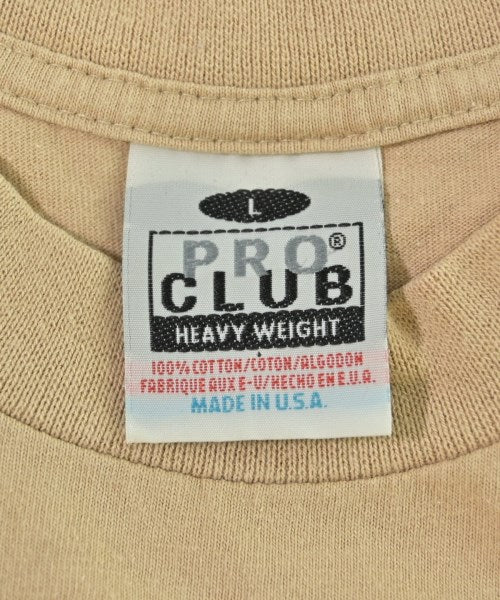 L
PRO®
CLUB
HEAVY WEIGHT
100% COTTON/COTON/ALGODON
FABRIQUE AUX E-U/HECHO EN E.U.A.
MADE IN U.S.A.